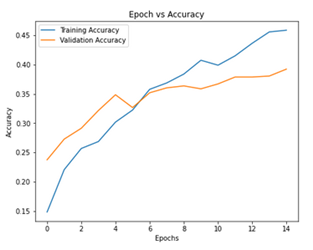 Epoch vs Accuracy
Training Accuracy
Validation Accuracy
0.45
0.40
0.35
0.30
0.25
0.20
0.15
Accuracy
0 2 4 6 8 10 12 14
Epochs